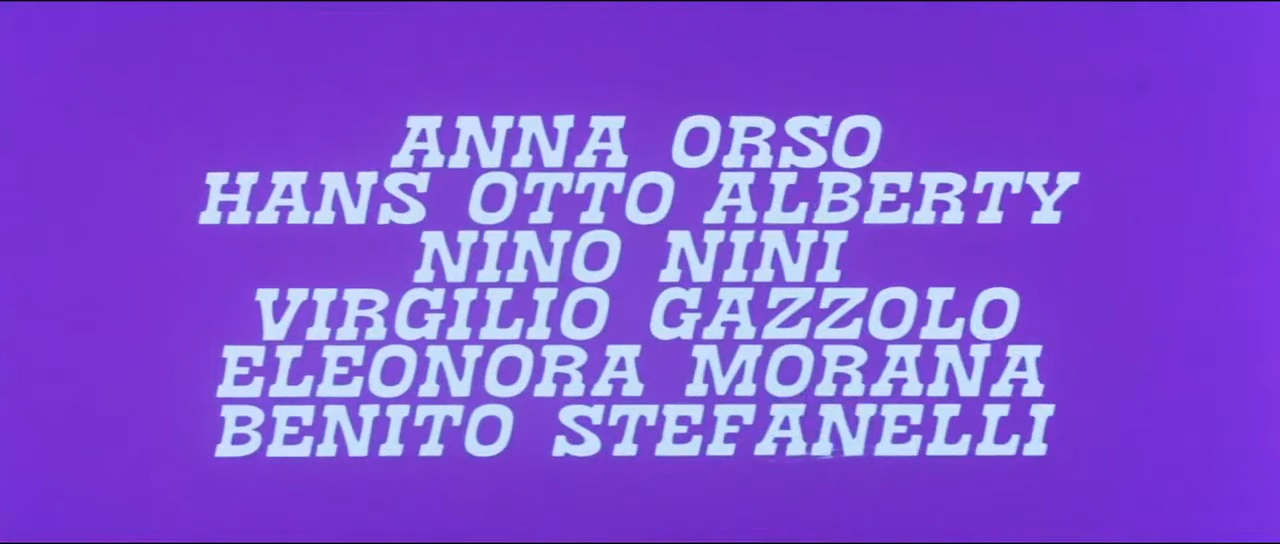 ANNA ORSO
HANS OTTO ALBERTY
NINO NINI
VIRGILIO GAZZOLO
ELEONORA MORANA
BENITO STEFANELLI